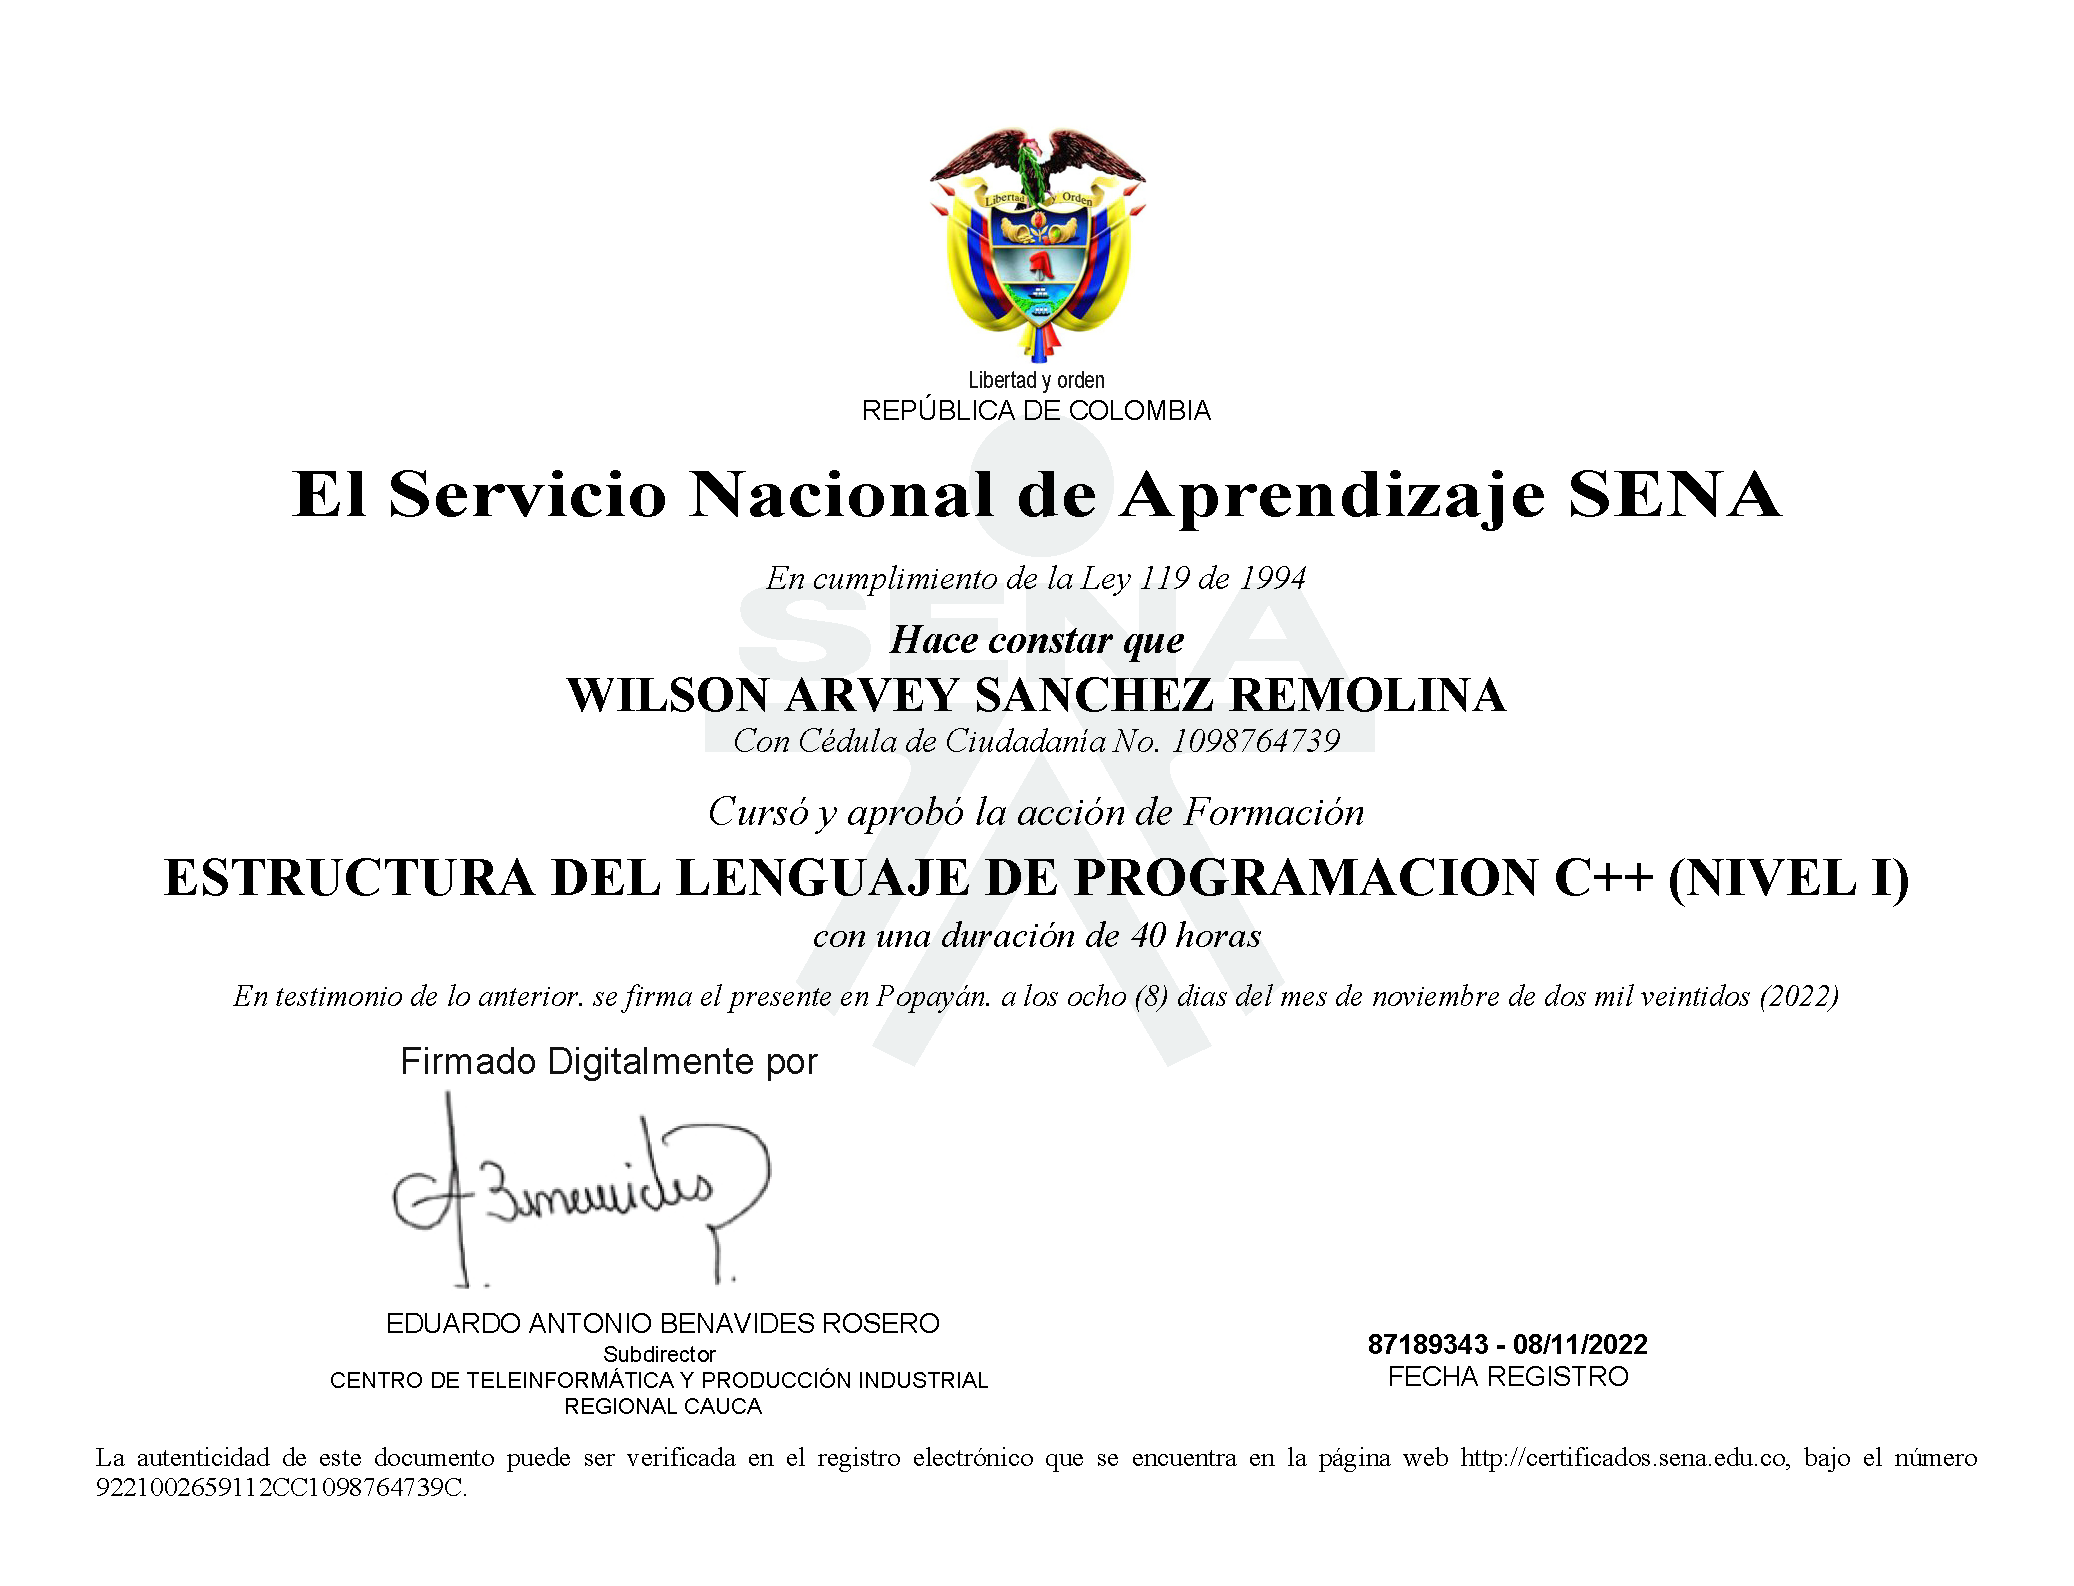 Libertad y Orden
Libertad y orden
REPÚBLICA DE COLOMBIA
El Servicio Nacional de Aprendizaje SENA
En cumplimiento de la Ley 119 de 1994
SENA
Hace constar que
WILSON ARVEY SANCHEZ REMOLINA
Con Cédula de Ciudadanía No. 1098764739
Cursó y aprobó la acción de Formación
ESTRUCTURA DEL LENGUAJE DE PROGRAMACION C++ (NIVEL I)
con una duración de 40 horas
En testimonio de lo anterior. se firma el presente en Popayán. a los ocho (8) dias del mes de noviembre de dos mil veintidos (2022)
Firmado Digitalmente por
EDUARDO ANTONIO BENAVIDES ROSERO
Subdirector
CENTRO DE TELEINFORMÁTICA Y PRODUCCIÓN INDUSTRIAL
REGIONAL CAUCA
87189343 - 08/11/2022
FECHA REGISTRO
La autenticidad de este documento puede ser verificada en el registro electrónico que se encuentra en la página web http://certificados.sena.edu.co, bajo el número
9221002659112CC1098764739C.